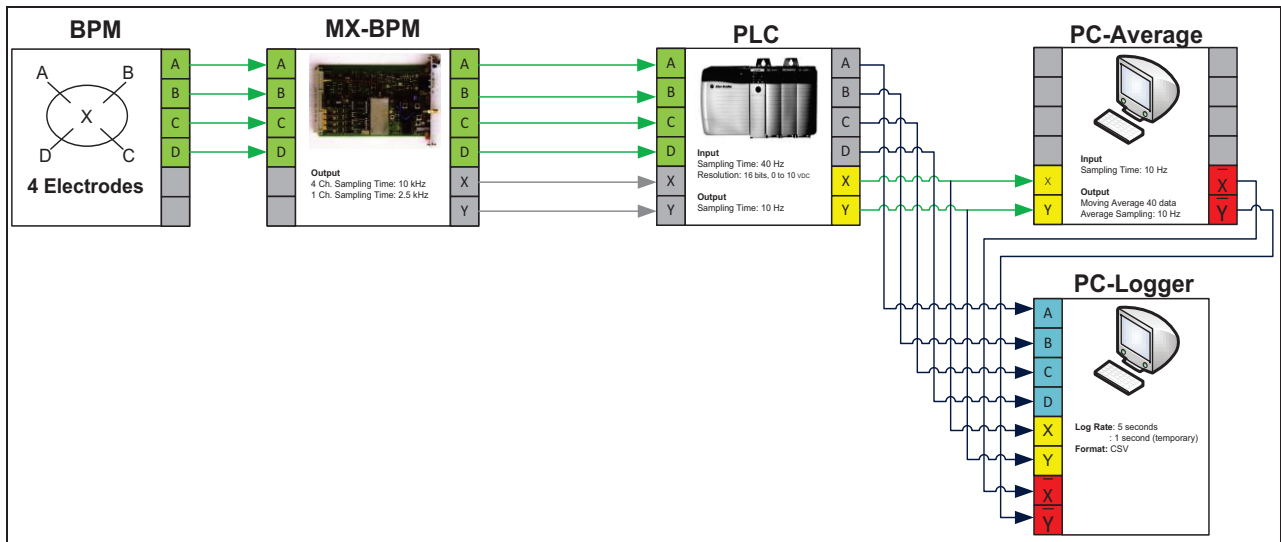 BPM
A
B
X
D
C
4 Electrodes
A
B
C
D
MX-BPM
A
B
C
D
Output
4 Ch. Sampling Time: 10 kHz
1 Ch. Sampling Time: 2.5 kHz
A
B
C
D
X
Y
PLC
A
B
C
D
X
Y
Input
Sampling Time: 40 Hz
Resolution: 16 bits, 0 to 10 VDC
Output
Sampling Time: 10 Hz
A
B
C
D
X
Y
PC-Average
X
Y
Input
Sampling Time: 10 Hz
Output
Moving Average 40 data
Average Sampling: 10 Hz
X̅
Y̅
PC-Logger
A
B
C
D
X
Y
X̅
Y̅
Log Rate: 5 seconds
: 1 second (temporary)
Format: CSV